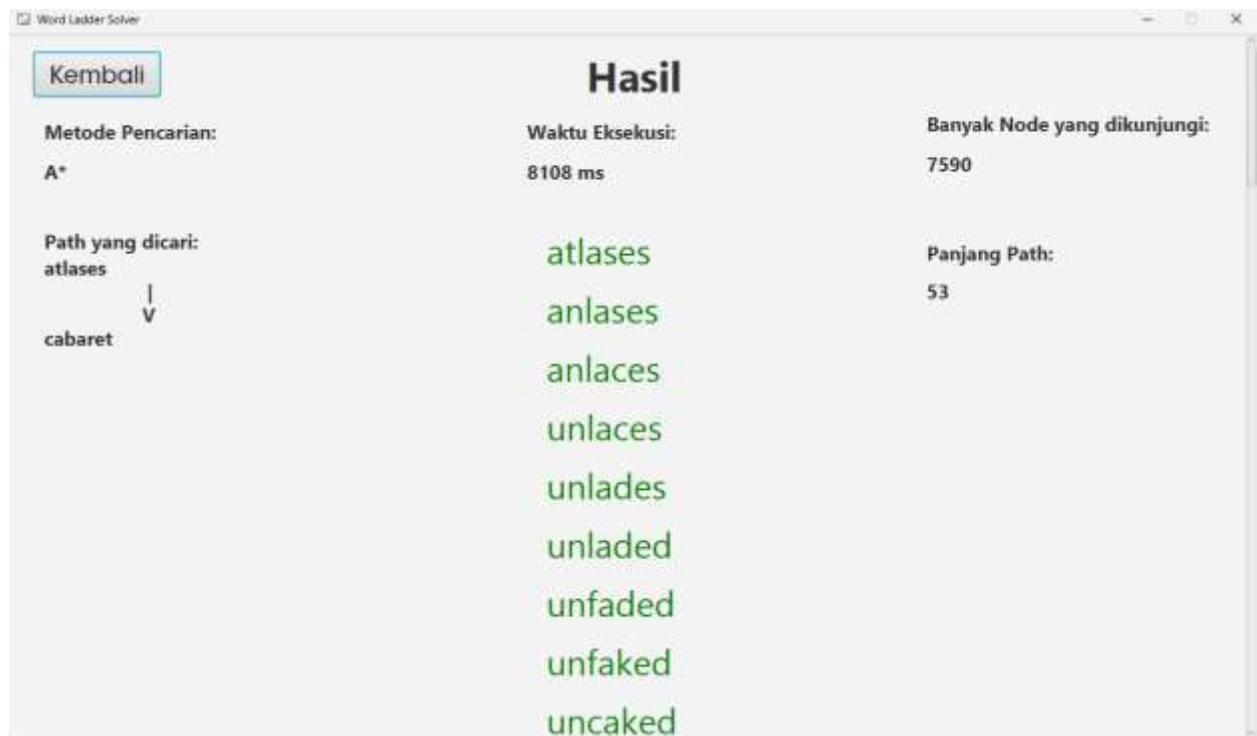 Word Ladder Solver
Kembali
Hasil
Metode Pencarian:
A*
Waktu Eksekusi:
8108 ms
Banyak Node yang dikunjungi:
7590
Path yang dicari:
atlases
|
V
cabaret
atlases
anlases
anlaces
unlaces
unlades
unladed
unfaded
unfaked
uncaked
Panjang Path:
53